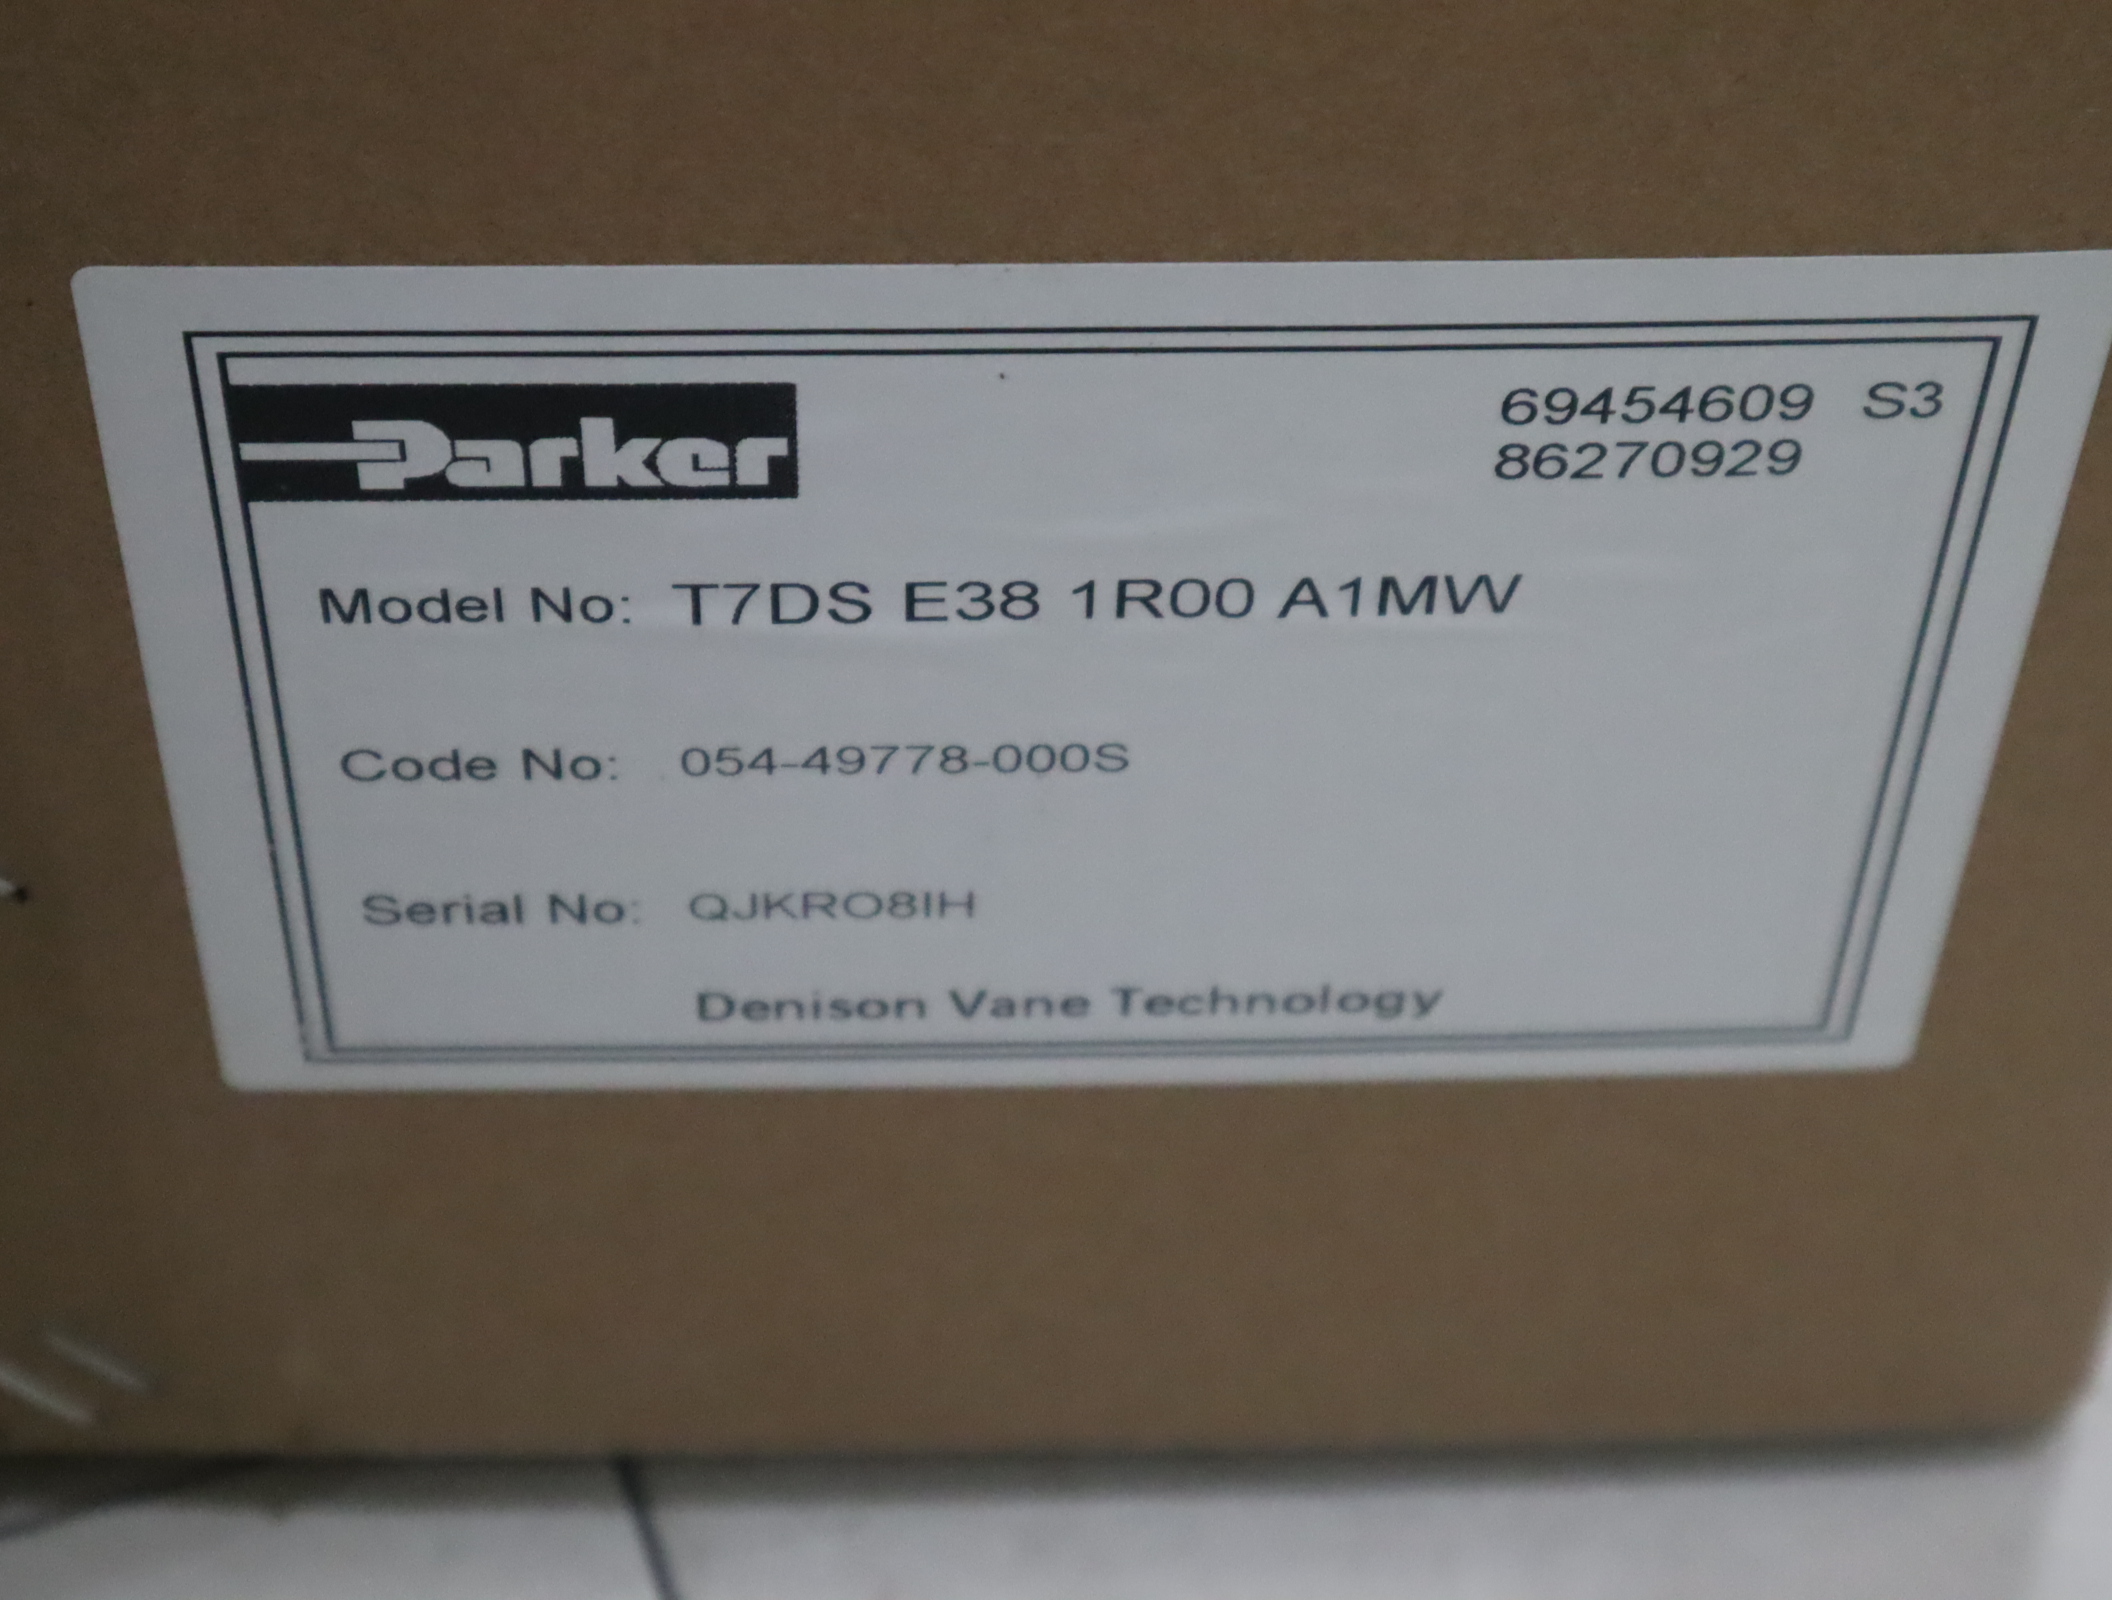 Parker
69454609 S3
86270929
Model No: T7DS E38 1R00 A1MW
Code No: 054-49778-000S
Serial No: QJKRO8IH
Denison Vane Technology